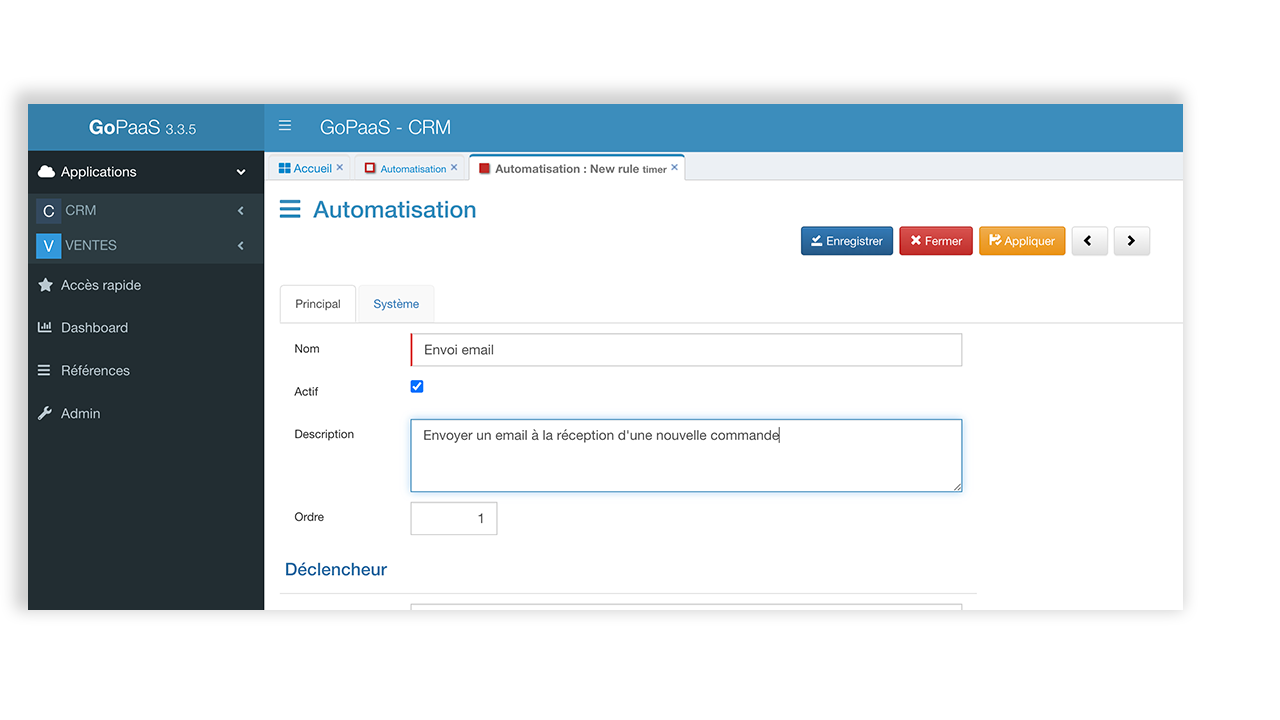 GoPaaS 3.3.5
GoPaaS - CRM
Applications
C CRM
V VENTES
Accès rapide
Dashboard
Références
Admin
Accueil × Automatisation × Automatisation : New rule timer ×
Automatisation
Enregistrer Fermer Appliquer
Principal Système
Nom Envoi email
Actif
Description Envoyer un email à la réception d'une nouvelle commande
Ordre 1
Déclencheur